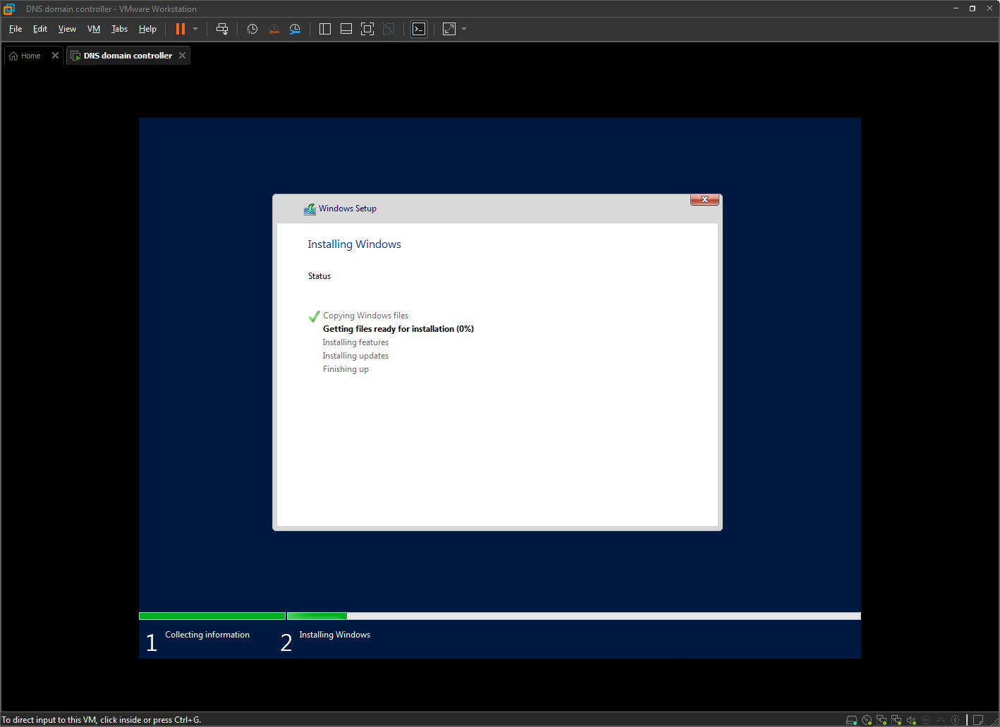 DNS domain controller - VMware Workstation
File Edit View VM Tabs Help
Home DNS domain controller
Windows Setup
Installing Windows
Status
Copying Windows files
Getting files ready for installation (0%)
Installing features
Installing updates
Finishing up
1 Collecting information 2 Installing Windows
To direct input to this VM, click inside or press Ctrl+G.